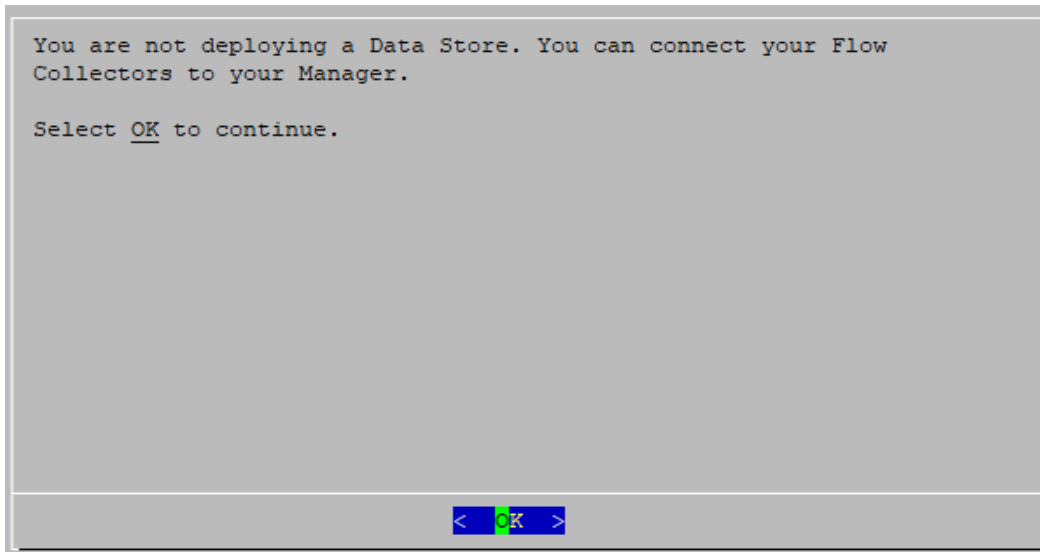 You are not deploying a Data Store. You can connect your Flow
Collectors to your Manager.
Select OK to continue.
< OK >